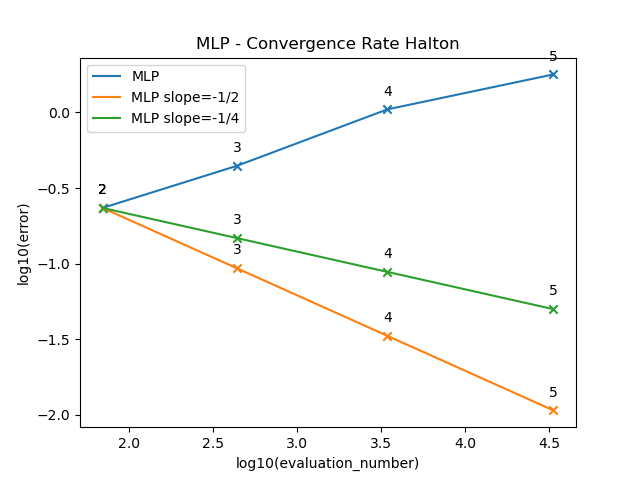 MLP - Convergence Rate Halton
MLP
MLP slope=-1/2
MLP slope=-1/4
5
4
3
2
3
3
4
4
5
5
0.0
−0.5
−1.0
−1.5
−2.0
log10(error)
2.0 2.5 3.0 3.5 4.0 4.5
log10(evaluation_number)